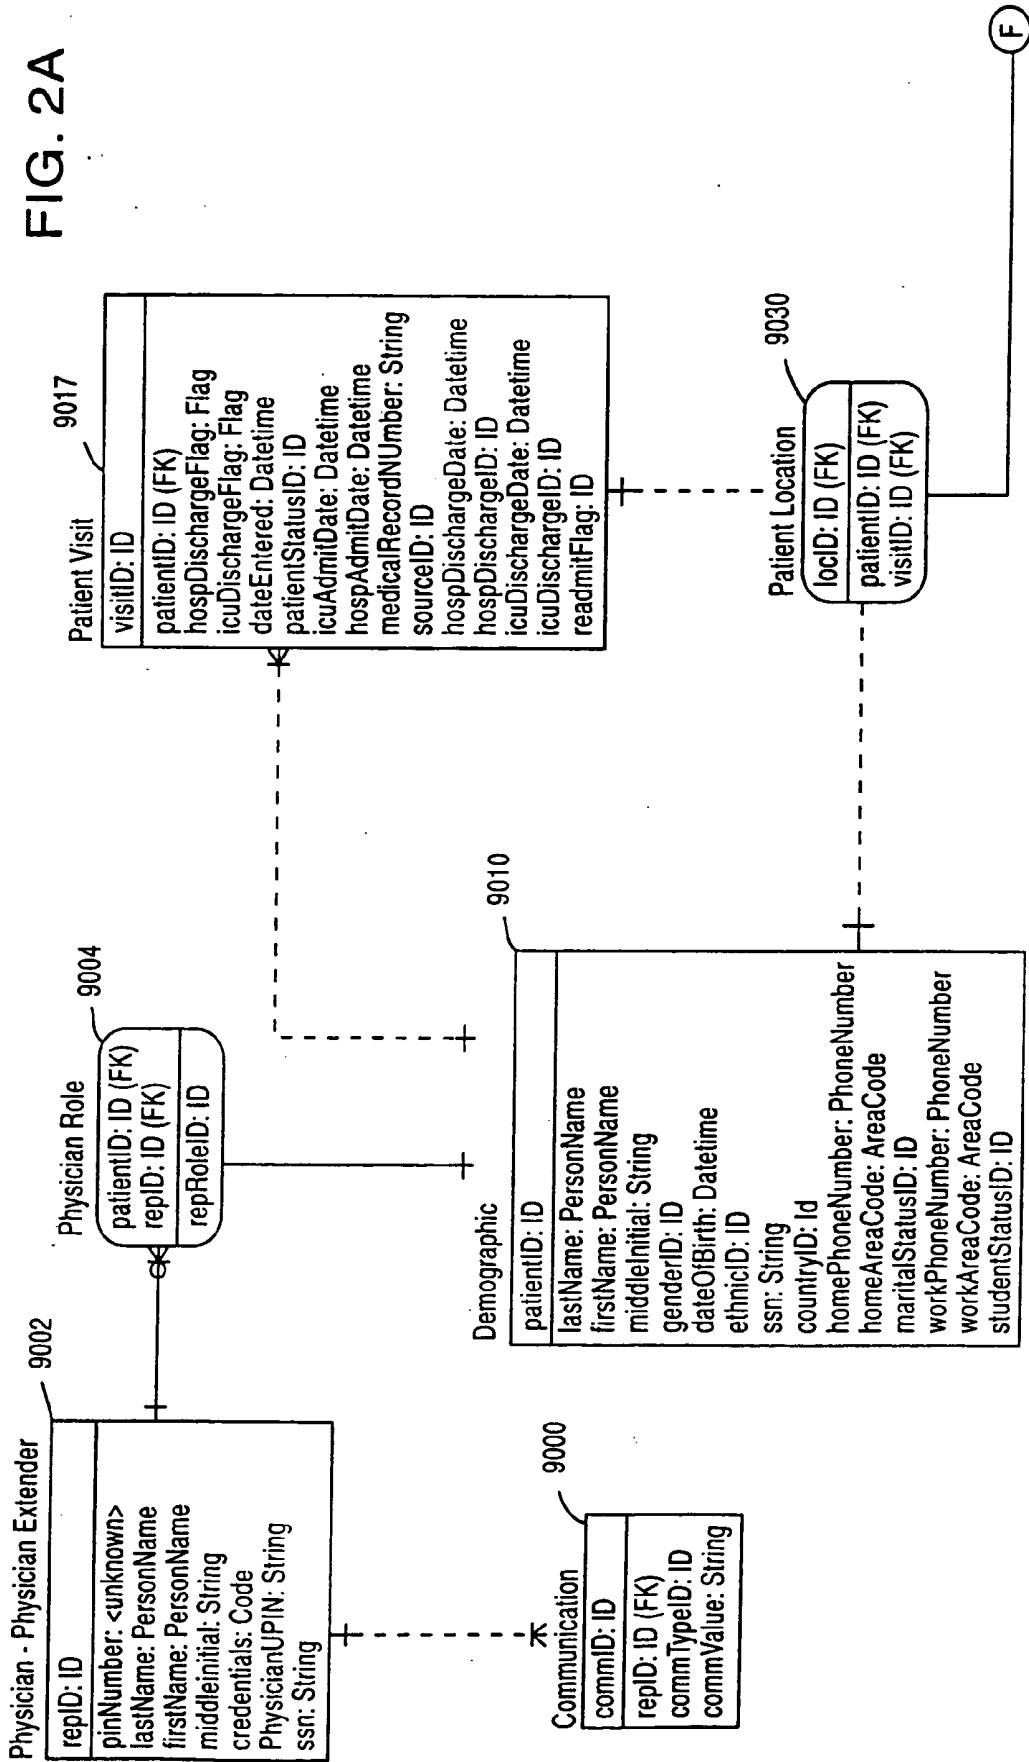 FIG. 2A
Physician - Physician Extender
9002
repID: ID
pinNumber: <unknown>
lastName: PersonName
firstName: PersonName
middleInitial: String
credentials: Code
PhysicianUPIN: String
ssn: String
Physician Role
9004
patientID: ID (FK)
repID: ID (FK)
repRoleID: ID
Patient Visit
9017
visitID: ID
patientID: ID (FK)
hospDischargeFlag: Flag
icuDischargeFlag: Flag
dateEntered: Datetime
patientStatusID: ID
icuAdmitDate: Datetime
hospAdmitDate: Datetime
medicalRecordNUmber: String
sourceID: ID
hospDischargeDate: Datetime
hospDischargeID: ID
icuDischargeDate: Datetime
icuDischargeID: ID
readmitFlag: ID
Communication
9000
commID: ID
repID: ID (FK)
commTypeID: ID
commValue: String
Demographic
9010
patientID: ID
lastName: PersonName
firstName: PersonName
middleInitial: String
genderID: ID
dateOfBirth: Datetime
ethnicID: ID
ssn: String
countryID: Id
homePhoneNumber: PhoneNumber
homeAreaCode: AreaCode
maritalStatusID: ID
workPhoneNumber: PhoneNumber
workAreaCode: AreaCode
studentStatusID: ID
Patient Location
9030
locID: ID (FK)
patientID: ID (FK)
visitID: ID (FK)
F